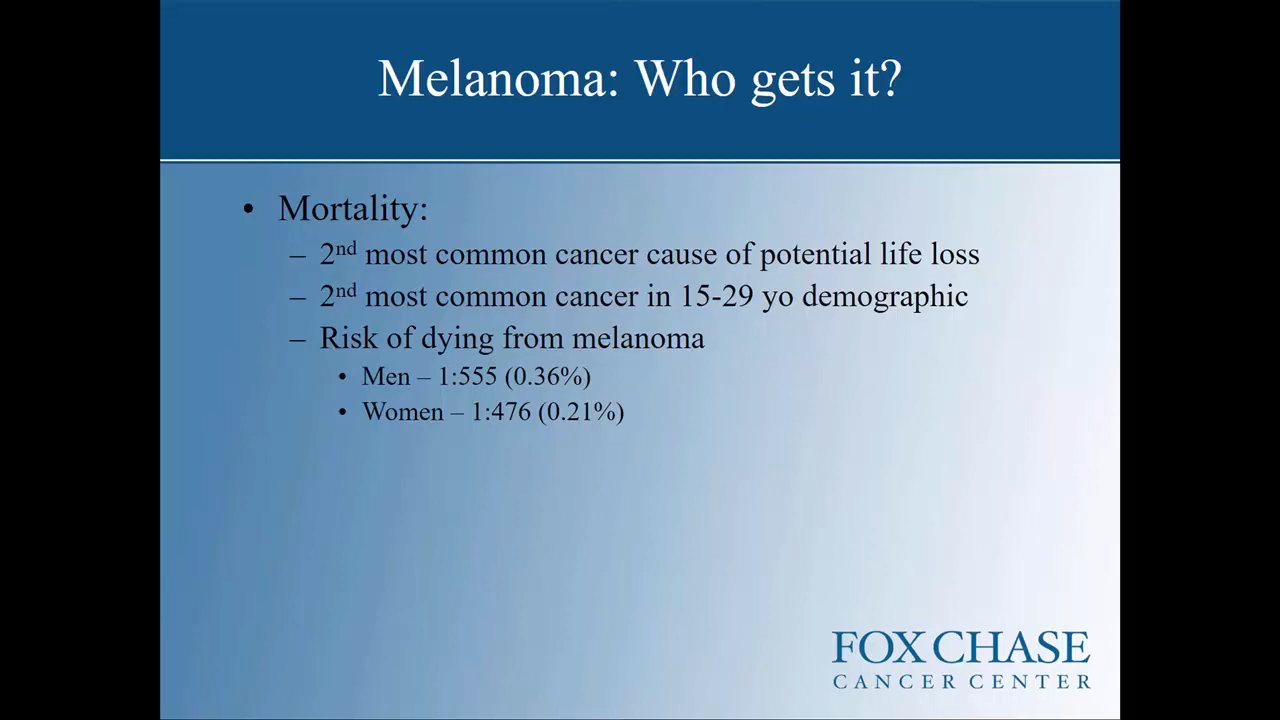 Melanoma: Who gets it?
• Mortality:
– 2nd most common cancer cause of potential life loss
– 2nd most common cancer in 15-29 yo demographic
– Risk of dying from melanoma
• Men – 1:555 (0.36%)
• Women – 1:476 (0.21%)
FOX CHASE
CANCER CENTER